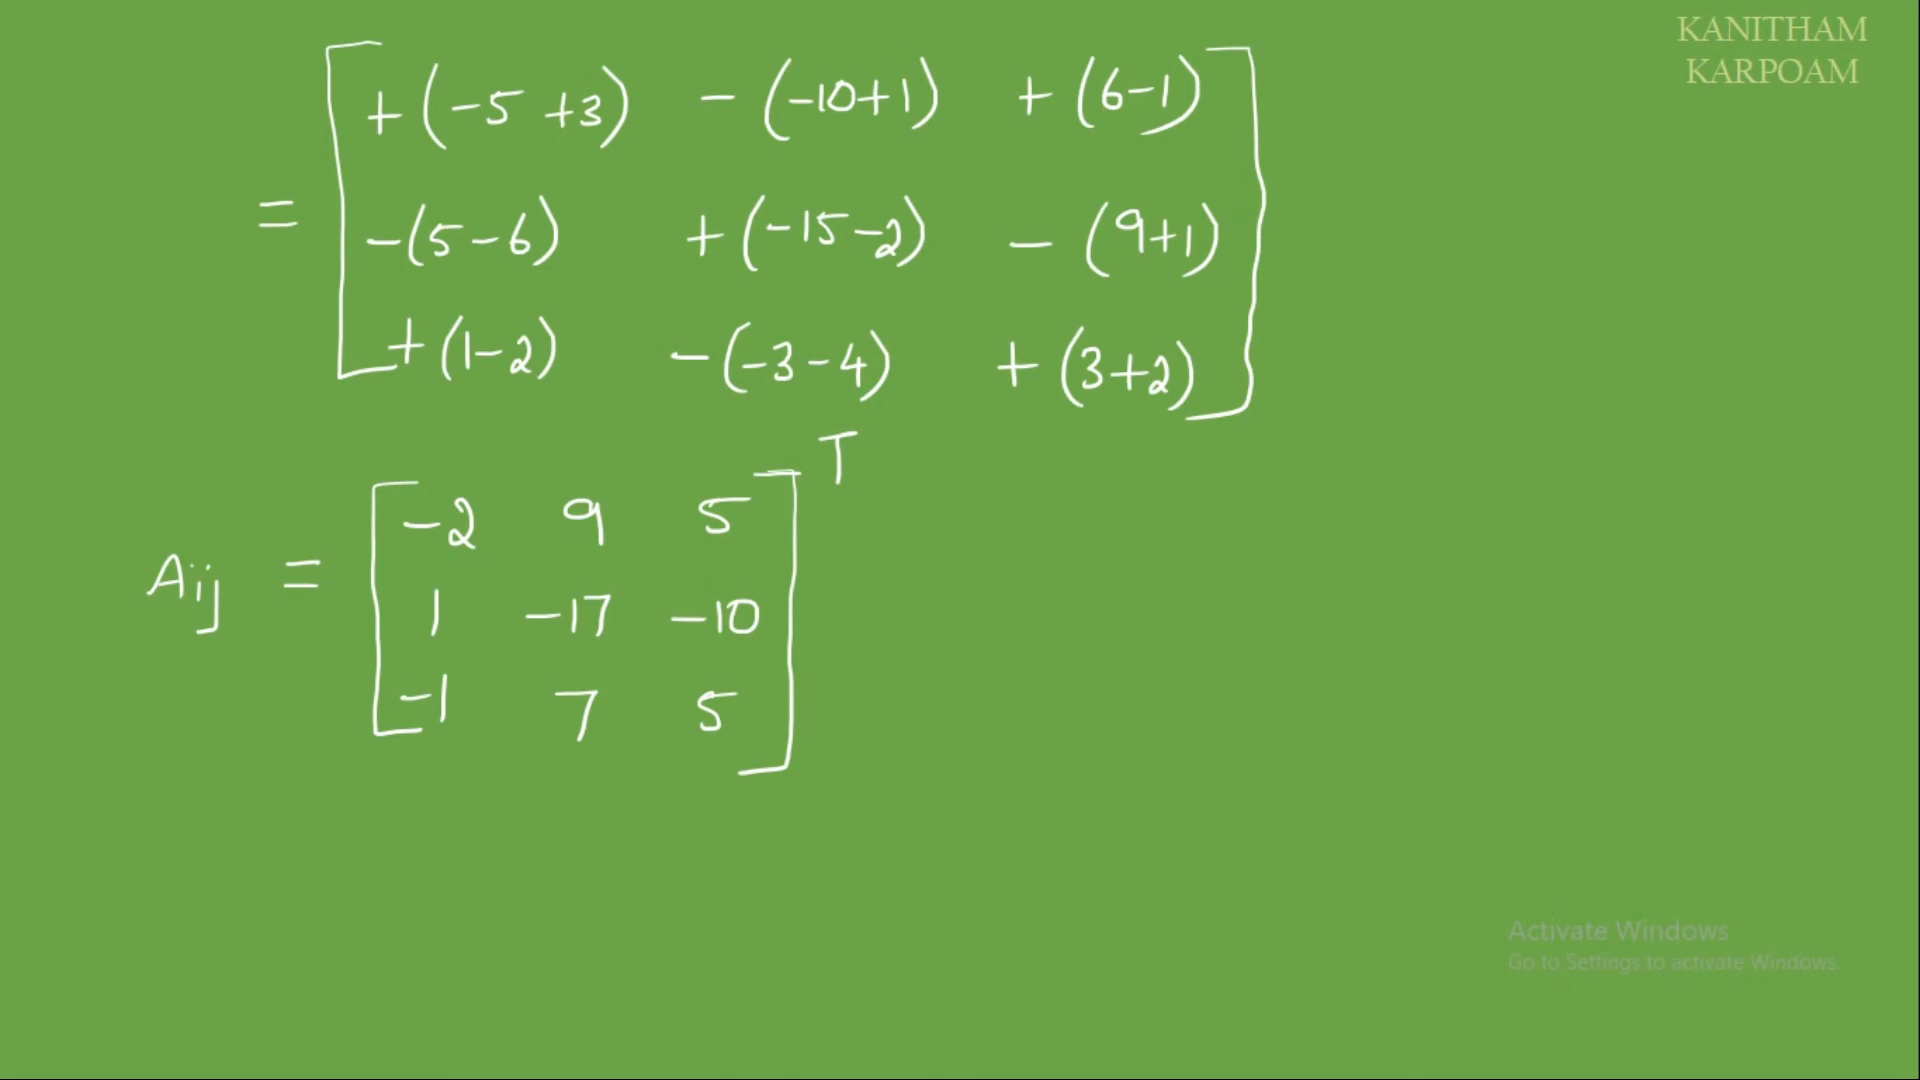 KANITHAM
KARPOAM
+(-5+3) -(-10+1) +(6-1)
= -(5-6) +(-15-2) -(9+1)
+(1-2) -(-3-4) +(3+2)
T
-2 9 5
Aij = 1 -17 -10
-1 7 5
Activate Windows
Go to Settings to activate Windows.